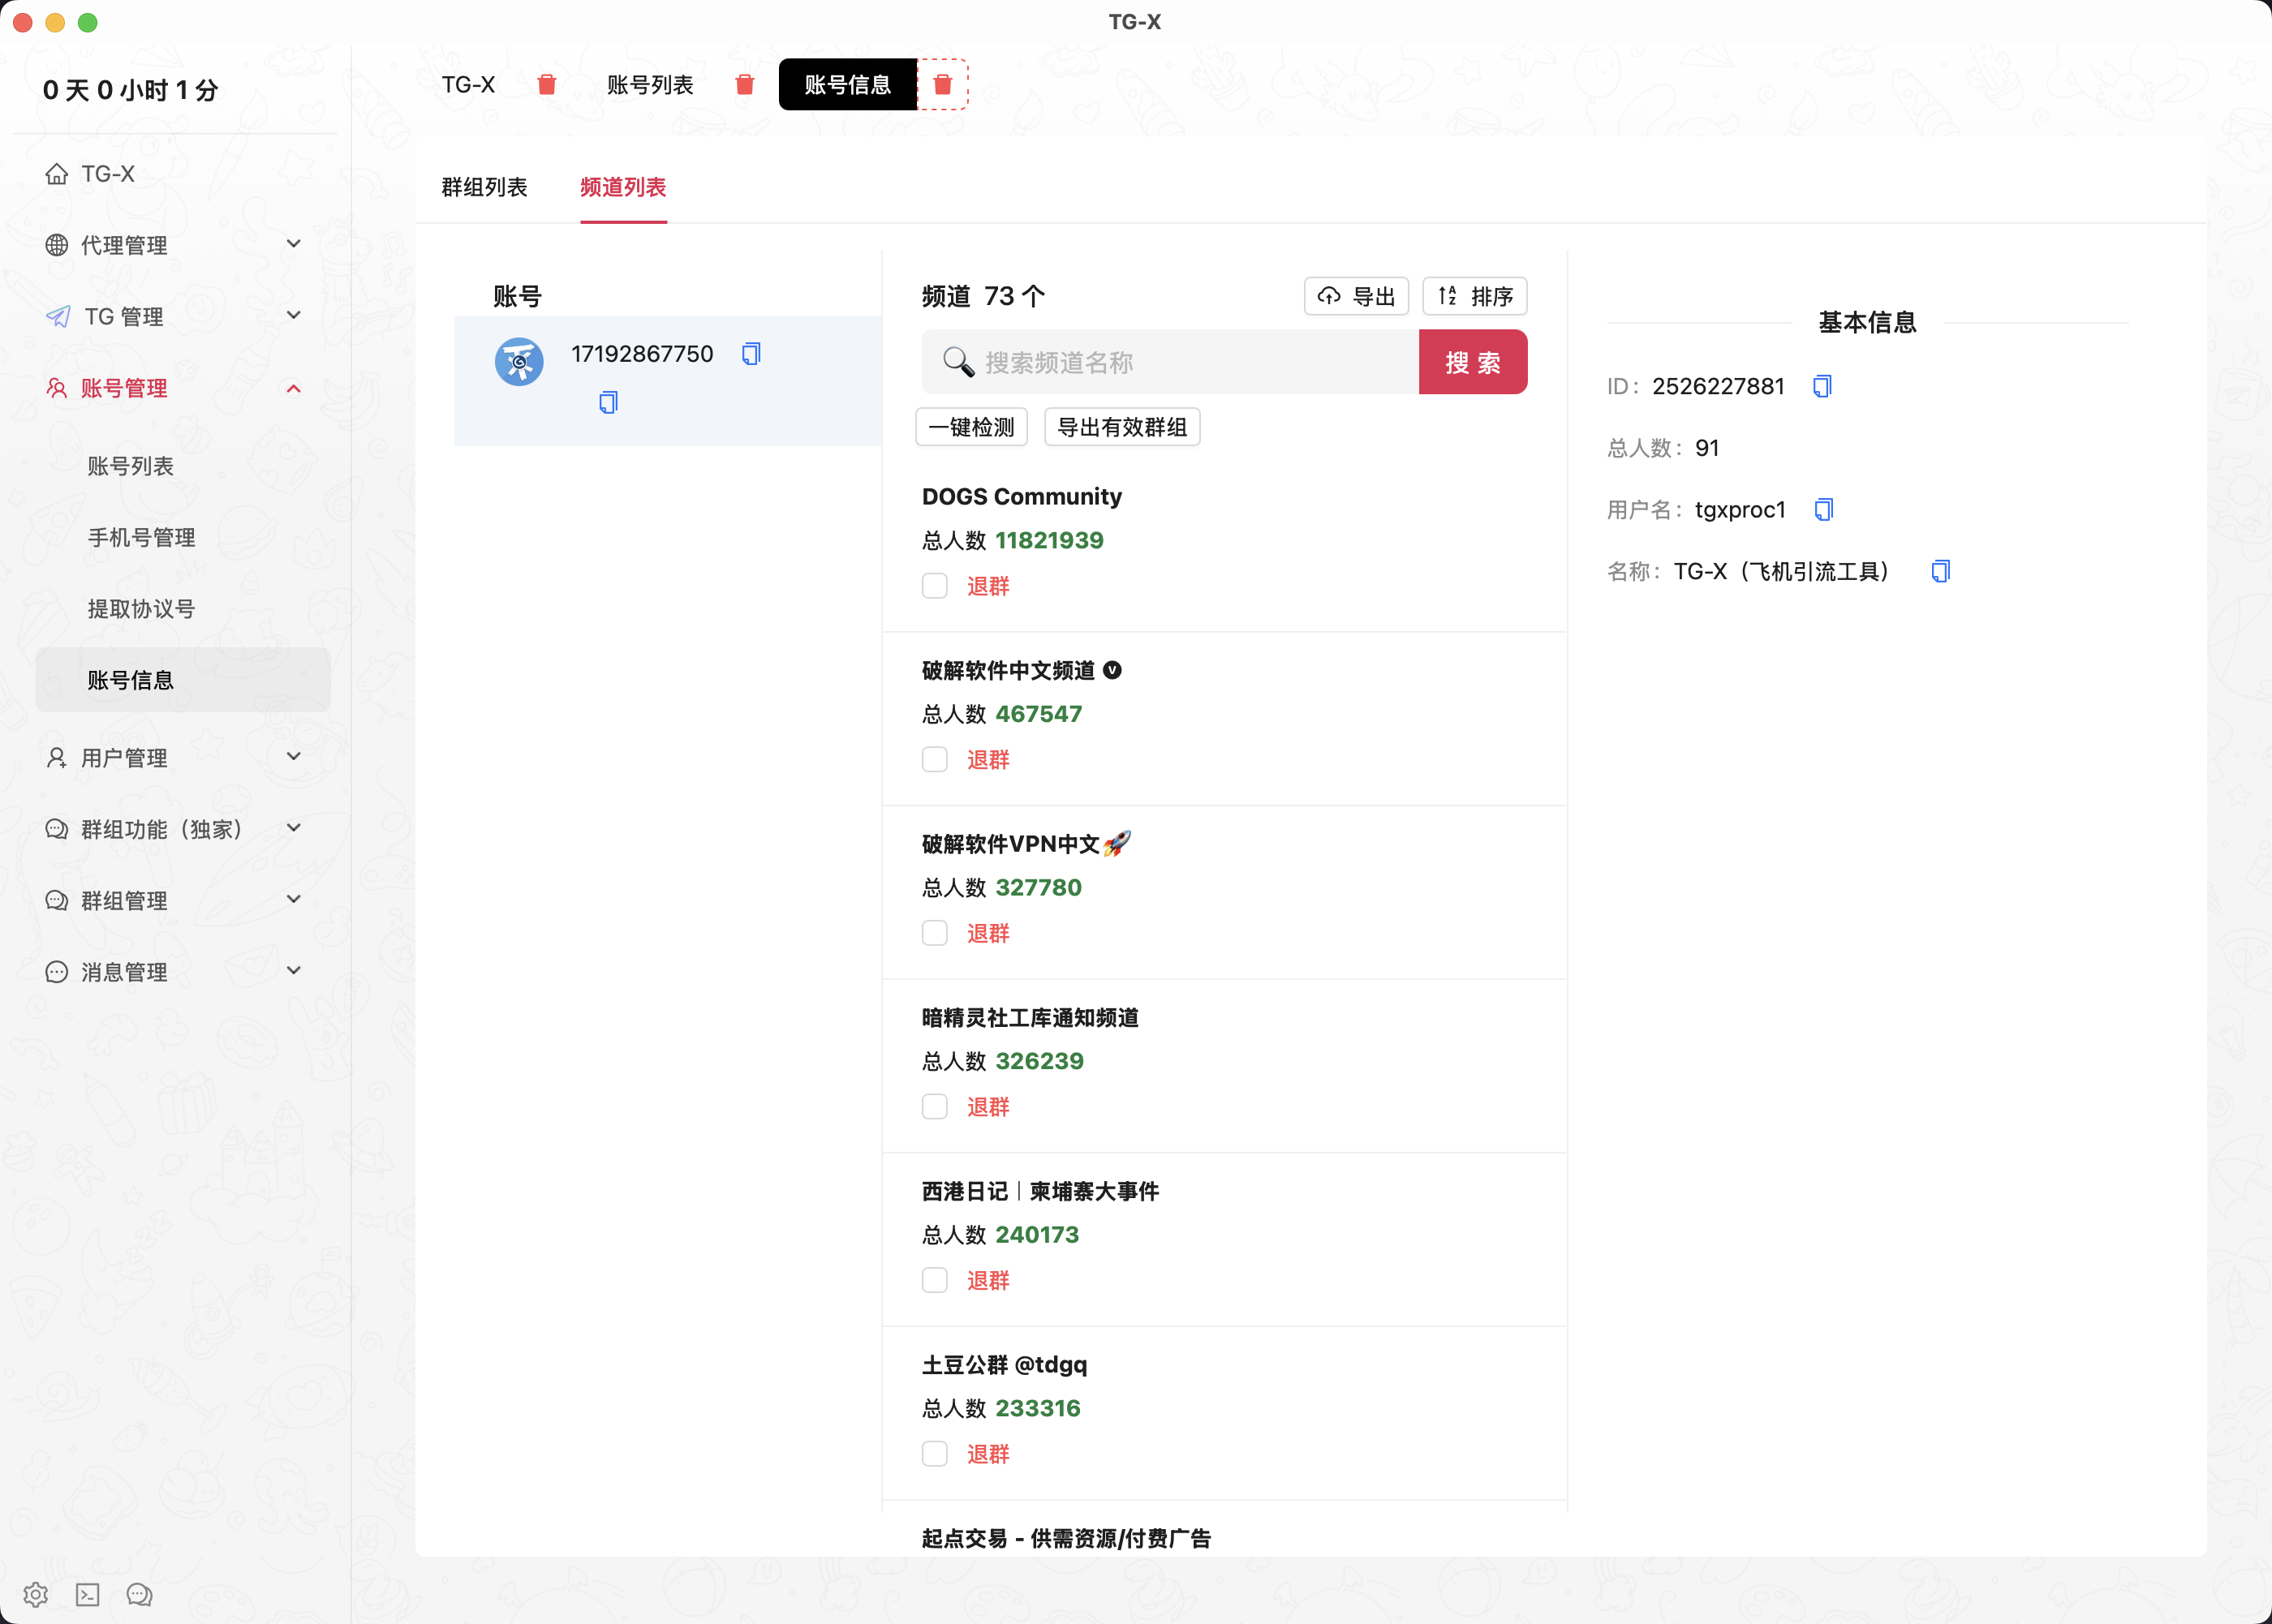 TG-X
0 天 0 小时 1 分
TG-X
代理管理
TG 管理
账号管理
账号列表
手机号管理
提取协议号
账号信息
用户管理
群组功能（独家）
群组管理
消息管理
TG-X 账号列表 账号信息
群组列表 频道列表
账号
17192867750
频道 73 个 导出 排序
搜索频道名称 搜 索
一键检测 导出有效群组
DOGS Community
总人数 11821939
退群
破解软件中文频道 V
总人数 467547
退群
破解软件VPN中文🚀
总人数 327780
退群
暗精灵社工库通知频道
总人数 326239
退群
西港日记｜柬埔寨大事件
总人数 240173
退群
土豆公群 @tdgq
总人数 233316
退群
起点交易 - 供需资源/付费广告
基本信息
ID： 2526227881
总人数： 91
用户名： tgxproc1
名称： TG-X（飞机引流工具）